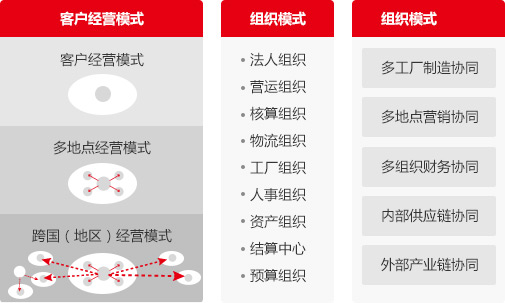 客户经营模式
客户经营模式
多地点经营模式
跨国（地区）经营模式
组织模式
• 法人组织
• 营运组织
• 核算组织
• 物流组织
• 工厂组织
• 人事组织
• 资产组织
• 结算中心
• 预算组织
组织模式
多工厂制造协同
多地点营销协同
多组织财务协同
内部供应链协同
外部产业链协同